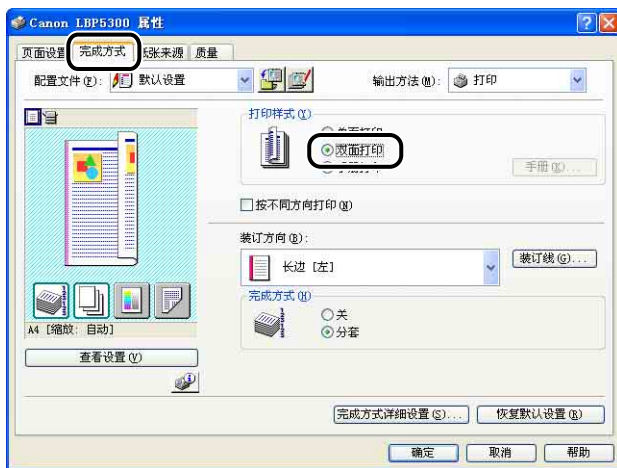 Canon LBP5300 属性
页面设置 完成方式 纸张来源 质量
配置文件(F): 默认设置 输出方法(M): 打印
打印样式(Y)
双面打印
手册(K)...
按不同方向打印(N)
装订方向(B):
长边 [左] 装订线(G)...
完成方式(H)
关
分套
A4 [缩放: 自动]
查看设置(V)
完成方式详细设置(S)... 恢复默认设置(R)
确定 取消 帮助